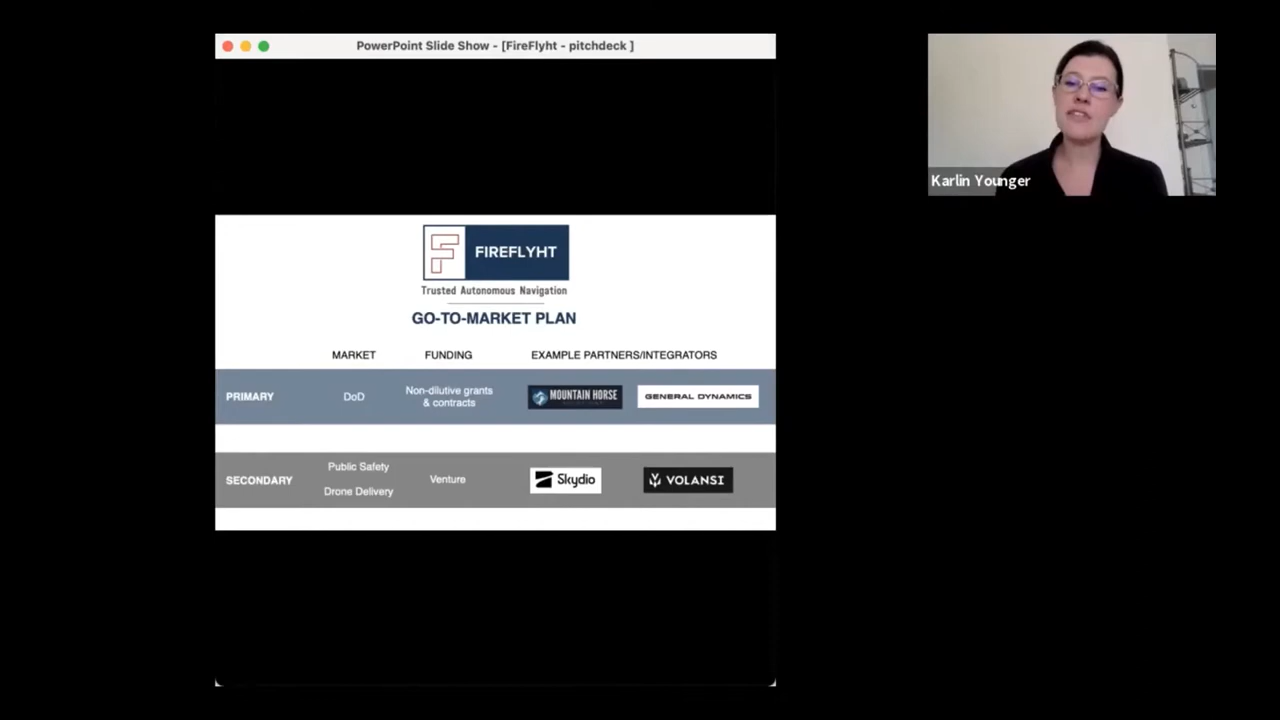 PowerPoint Slide Show - [FireFlyht - pitchdeck ]
Karlin Younger
FIREFLYHT
Trusted Autonomous Navigation
GO-TO-MARKET PLAN
MARKET FUNDING EXAMPLE PARTNERS/INTEGRATORS
PRIMARY DoD Non-dilutive grants & contracts MOUNTAIN HORSE GENERAL DYNAMICS
SECONDARY Public Safety Drone Delivery Venture Skydio VOLANSI